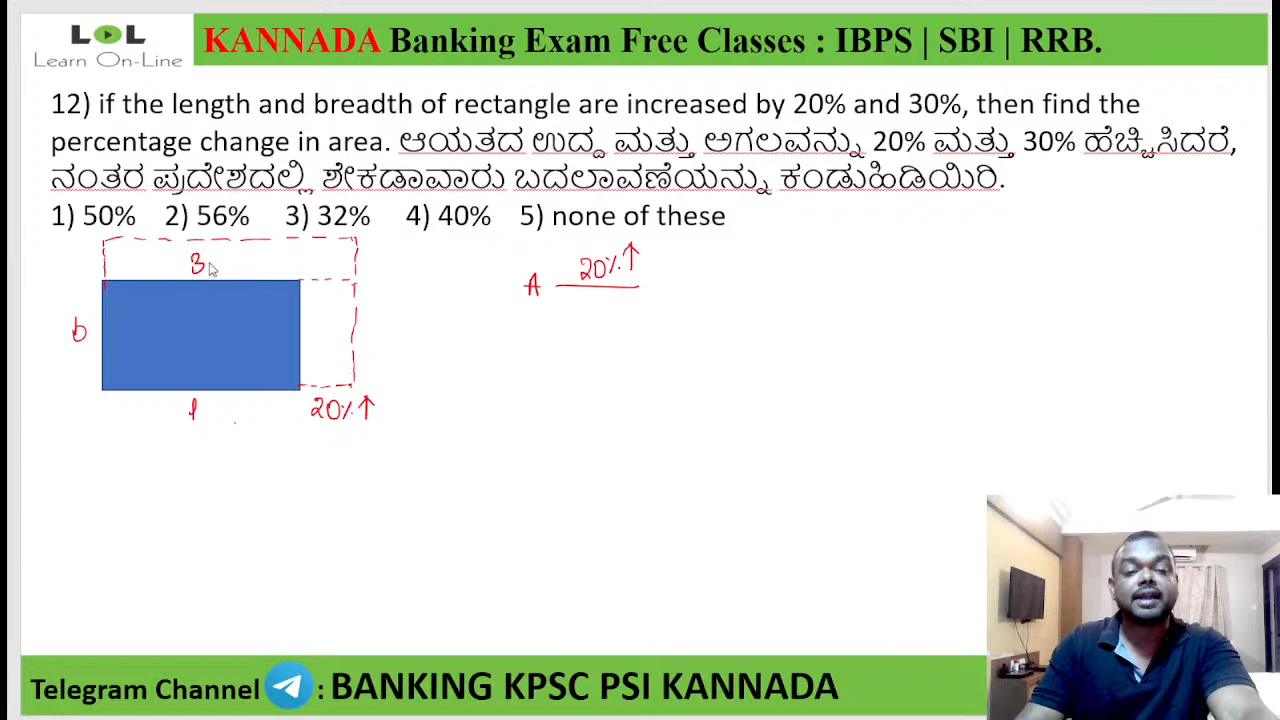 LOL
Learn On-Line
KANNADA Banking Exam Free Classes : IBPS | SBI | RRB.
12) if the length and breadth of rectangle are increased by 20% and 30%, then find the
percentage change in area. ಆಯತದ ಉದ್ದ ಮತ್ತು ಅಗಲವನ್ನು 20% ಮತ್ತು 30% ಹೆಚ್ಚಿಸಿದರೆ,
ನಂತರ ಪ್ರದೇಶದಲ್ಲಿ ಶೇಕಡಾವಾರು ಬದಲಾವಣೆಯನ್ನು ಕಂಡುಹಿಡಿಯಿರಿ.
1) 50% 2) 56% 3) 32% 4) 40% 5) none of these
3
A 20%↑
b
l 20%↑
Telegram Channel : BANKING KPSC PSI KANNADA